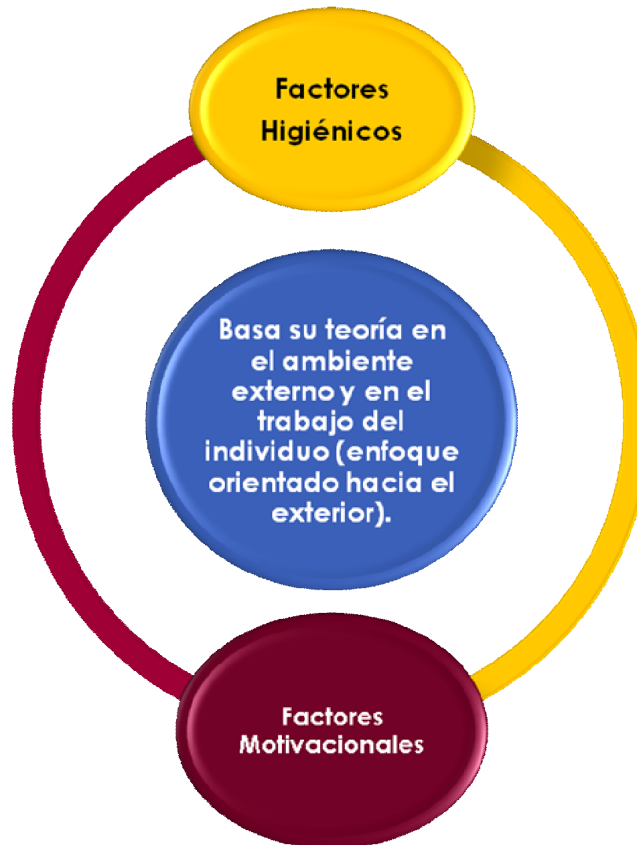 Factores
Higiénicos
Basa su teoría en
el ambiente
externo y en el
trabajo del
individuo (enfoque
orientado hacia el
exterior).
Factores
Motivacionales